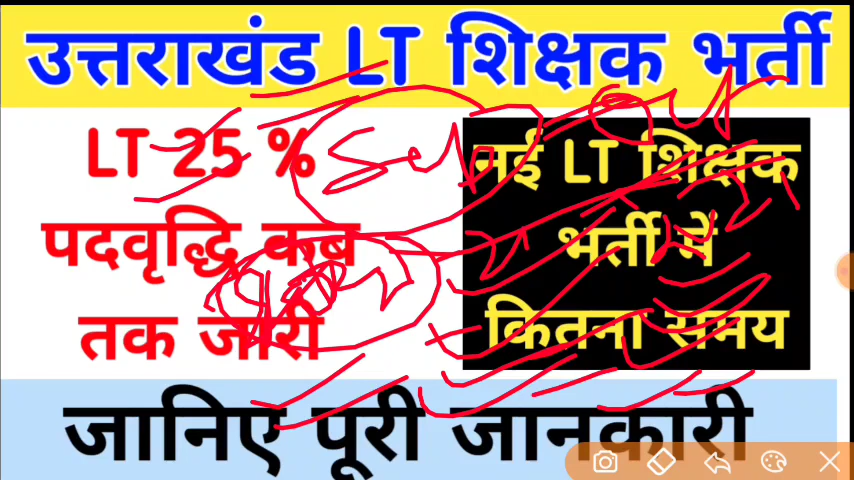 उत्तराखंड LT शिक्षक भर्ती
LT 25 %
पदवृद्धि कब
तक जारी
नई LT शिक्षक
भर्ती में
कितना समय
जानिए पूरी जानकारी